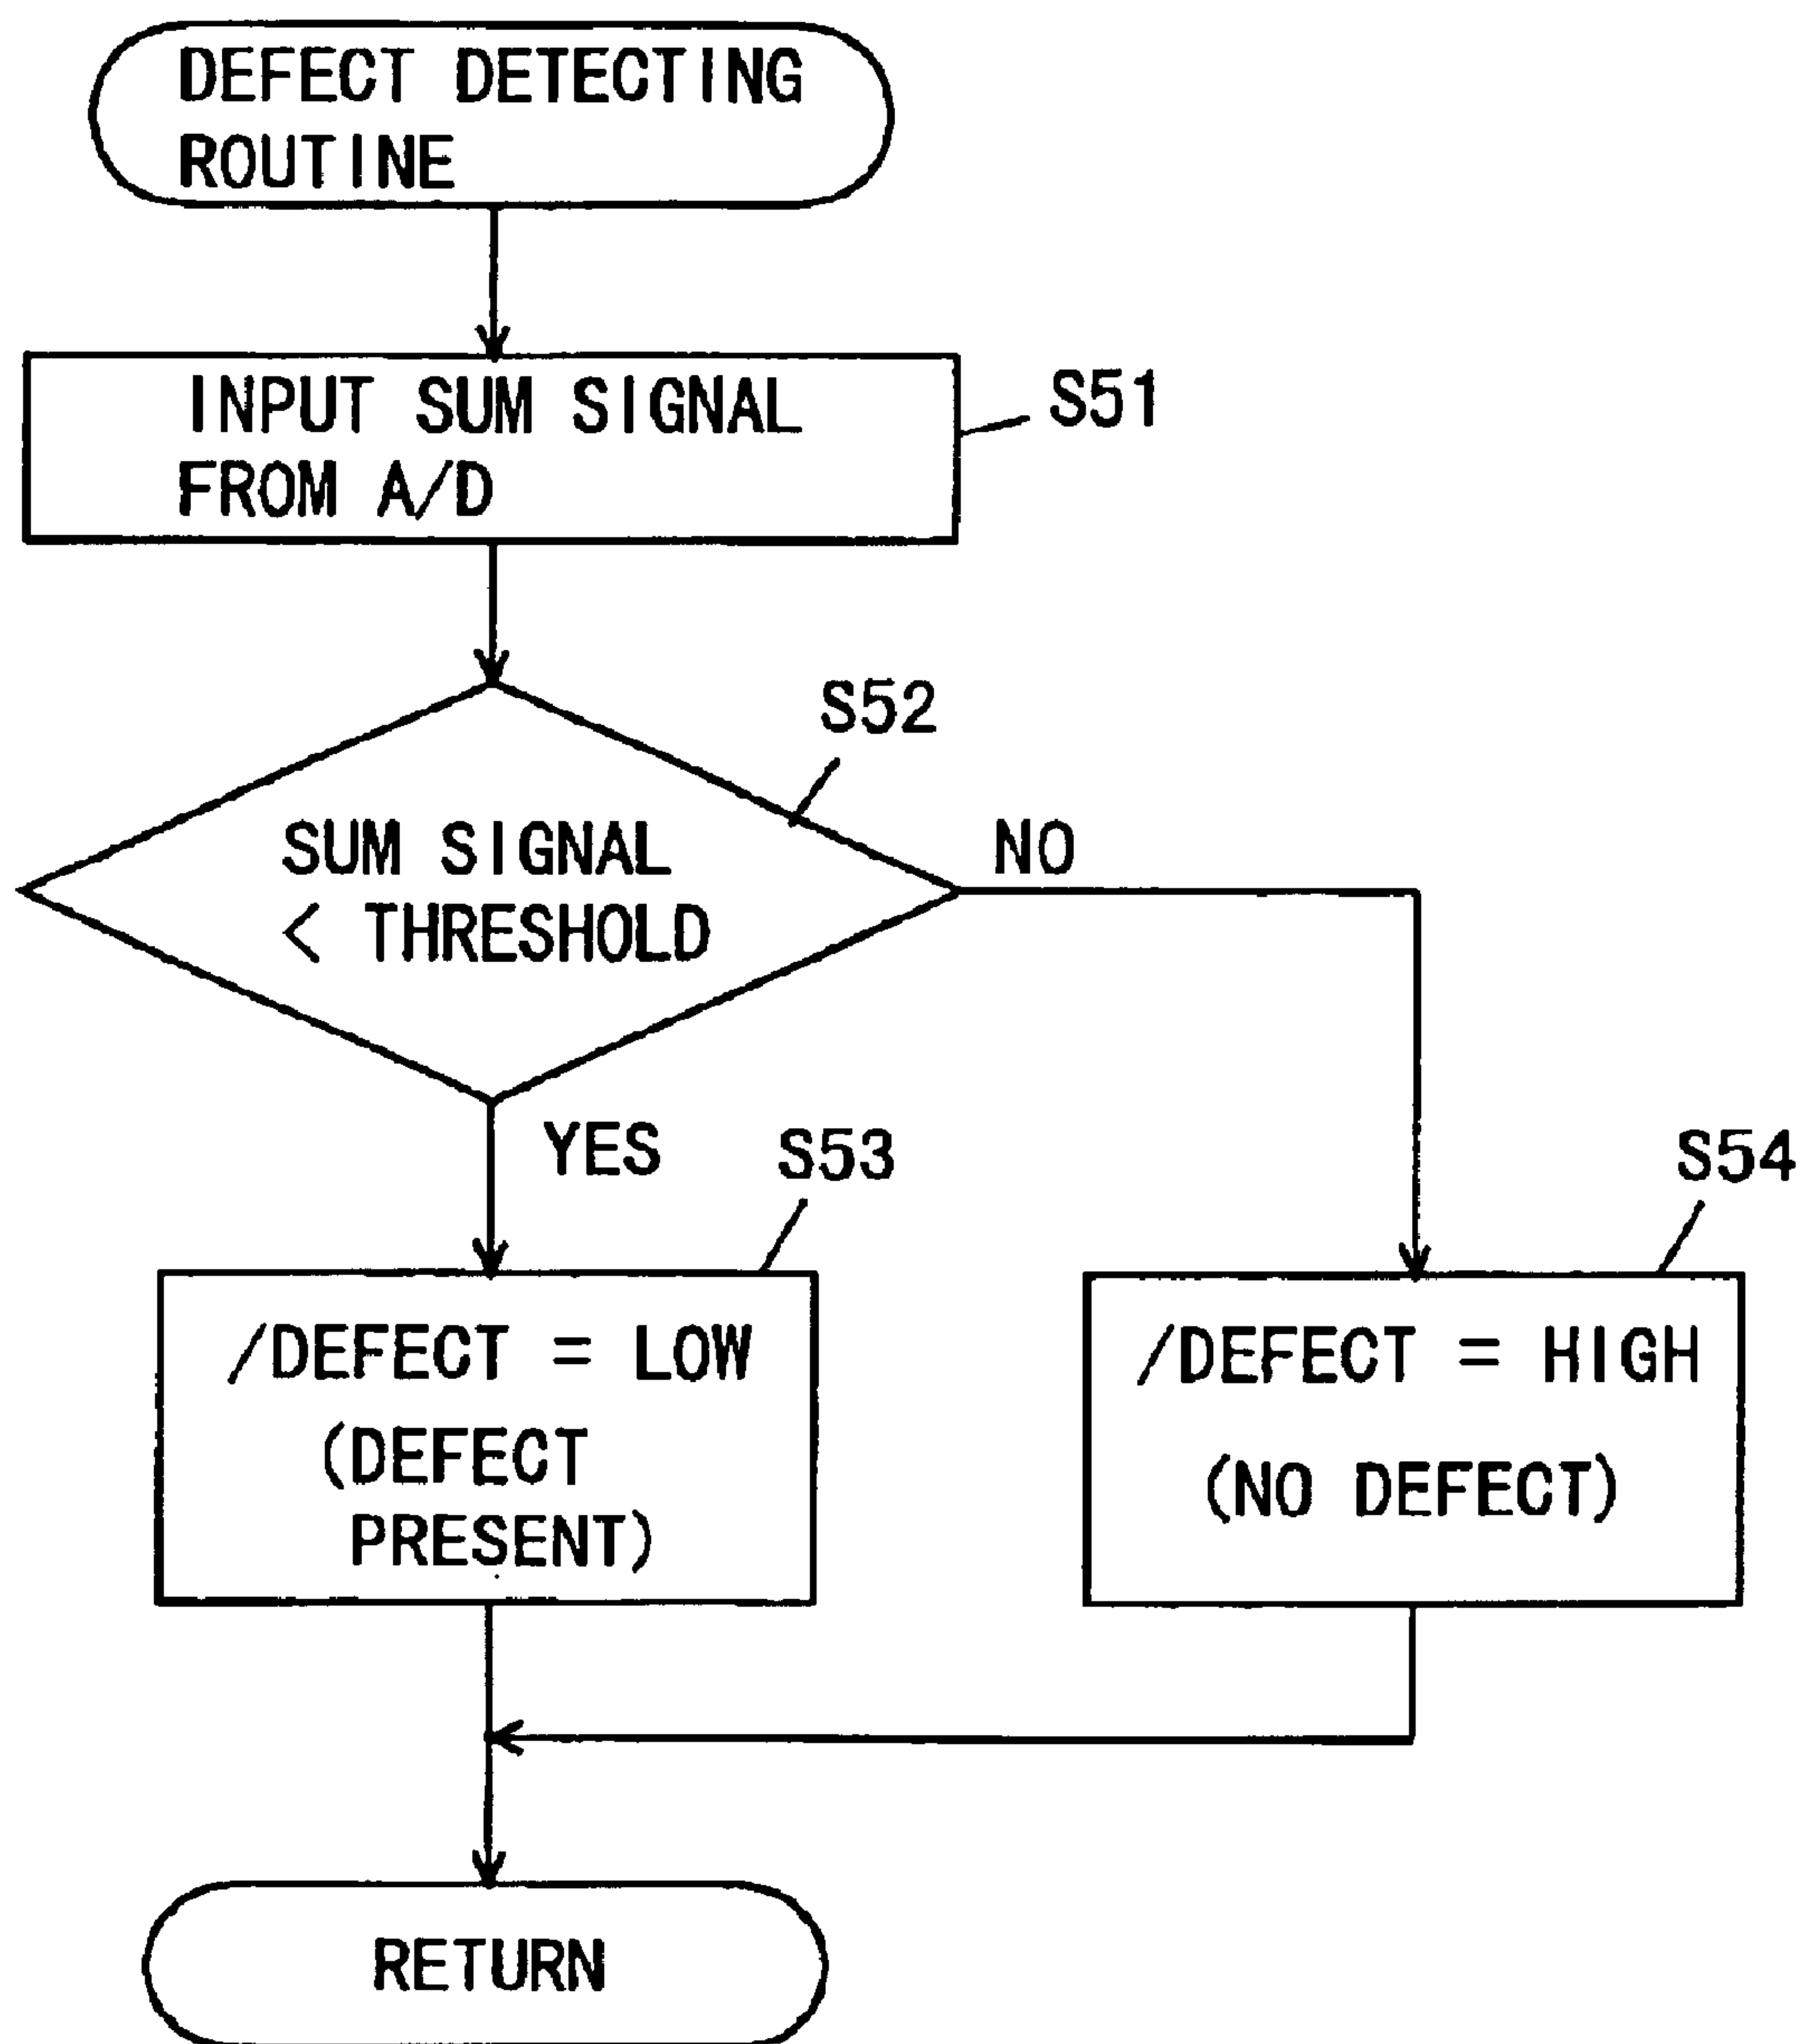 DEFECT DETECTING
ROUTINE
INPUT SUM SIGNAL
FROM A/D
S51
S52
SUM SIGNAL
< THRESHOLD
NO
YES
S53
S54
/DEFECT = LOW
(DEFECT
PRESENT)
/DEFECT = HIGH
(NO DEFECT)
RETURN